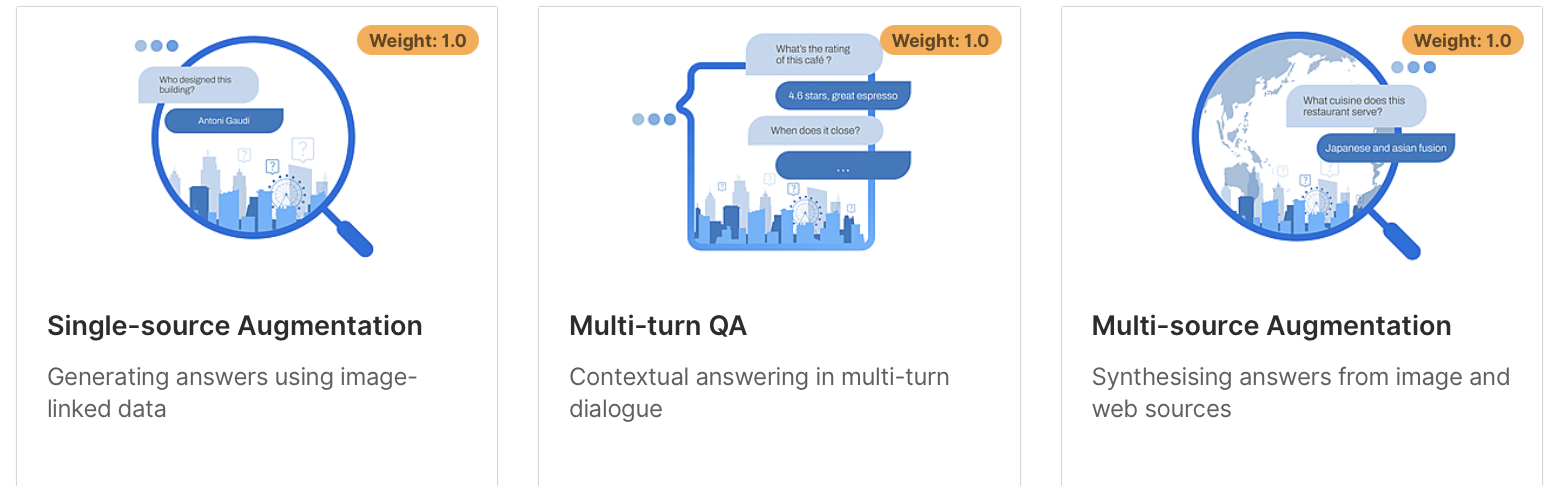 Weight: 1.0
Who designed this
building?
Antoni Gaudí
?
?
?
Single-source Augmentation
Generating answers using image-
linked data
Weight: 1.0
What's the rating
of this café ?
4.6 stars, great espresso
When does it close?
...
?
?
?
?
Multi-turn QA
Contextual answering in multi-turn
dialogue
Weight: 1.0
What cuisine does this
restaurant serve?
Japanese and asian fusion
?
?
?
Multi-source Augmentation
Synthesising answers from image and
web sources